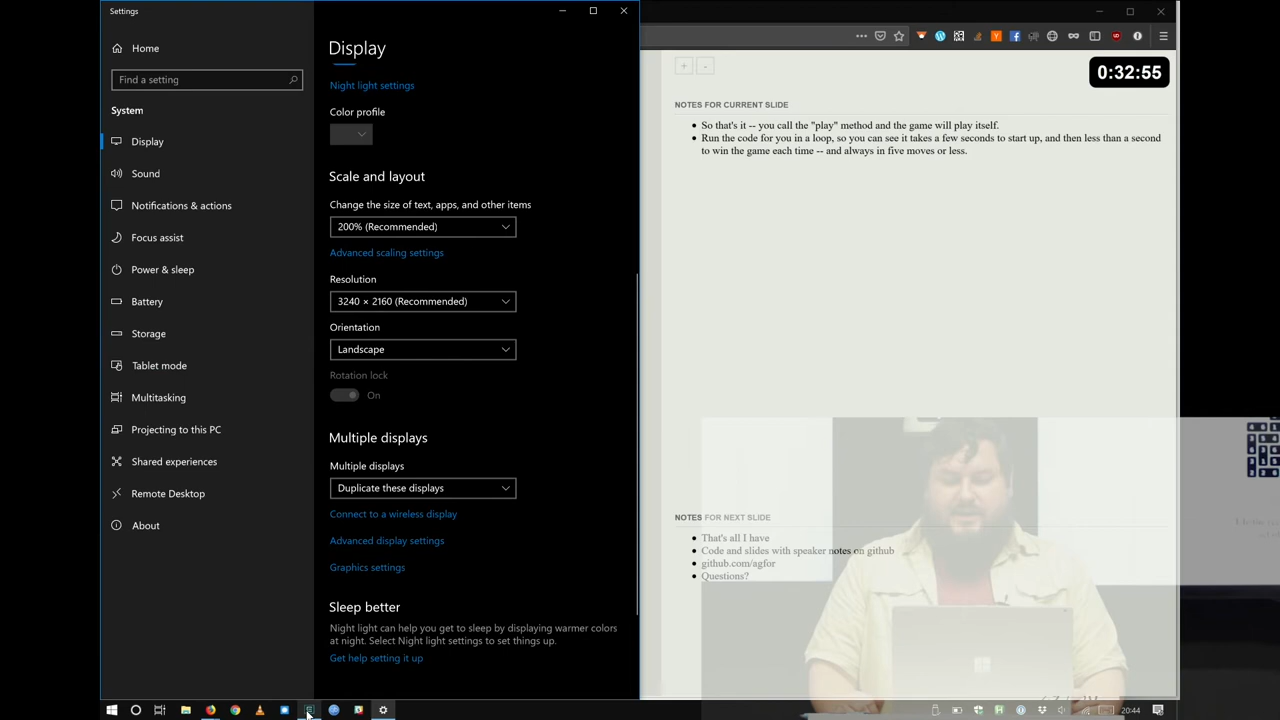 Settings
Home
Find a setting
System
Display
Sound
Notifications & actions
Focus assist
Power & sleep
Battery
Storage
Tablet mode
Multitasking
Projecting to this PC
Shared experiences
Remote Desktop
About
Display
Night light settings
Color profile
Scale and layout
Change the size of text, apps, and other items
200% (Recommended)
Advanced scaling settings
Resolution
3240 × 2160 (Recommended)
Orientation
Landscape
Rotation lock
On
Multiple displays
Multiple displays
Duplicate these displays
Connect to a wireless display
Advanced display settings
Graphics settings
Sleep better
Night light can help you get to sleep by displaying warmer colors
at night. Select Night light settings to set things up.
Get help setting it up
+ -
0:32:55
NOTES FOR CURRENT SLIDE
So that's it -- you call the "play" method and the game will play itself.
Run the code for you in a loop, so you can see it takes a few seconds to start up, and then less than a second
to win the game each time -- and always in five moves or less.
NOTES FOR NEXT SLIDE
That's all I have
Code and slides with speaker notes on github
github.com/agfor
Questions?
20:44